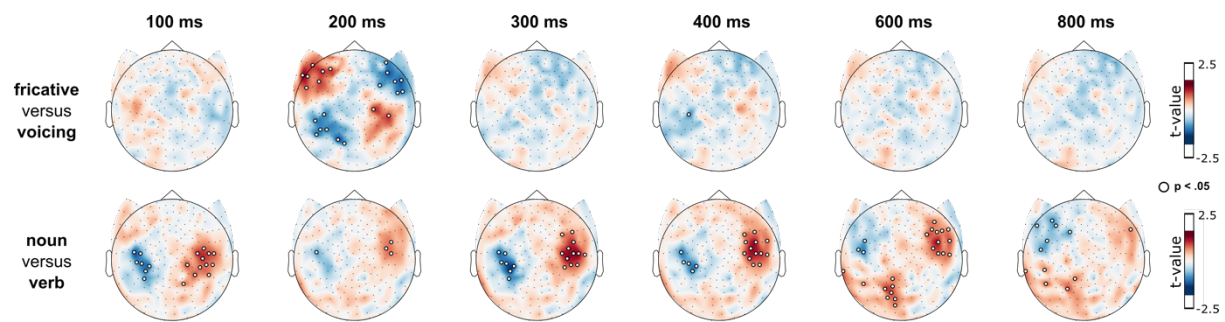 100 ms 200 ms 300 ms 400 ms 600 ms 800 ms
fricative
versus
voicing
2.5
t-value
-2.5
p < .05
noun
versus
verb
2.5
t-value
-2.5